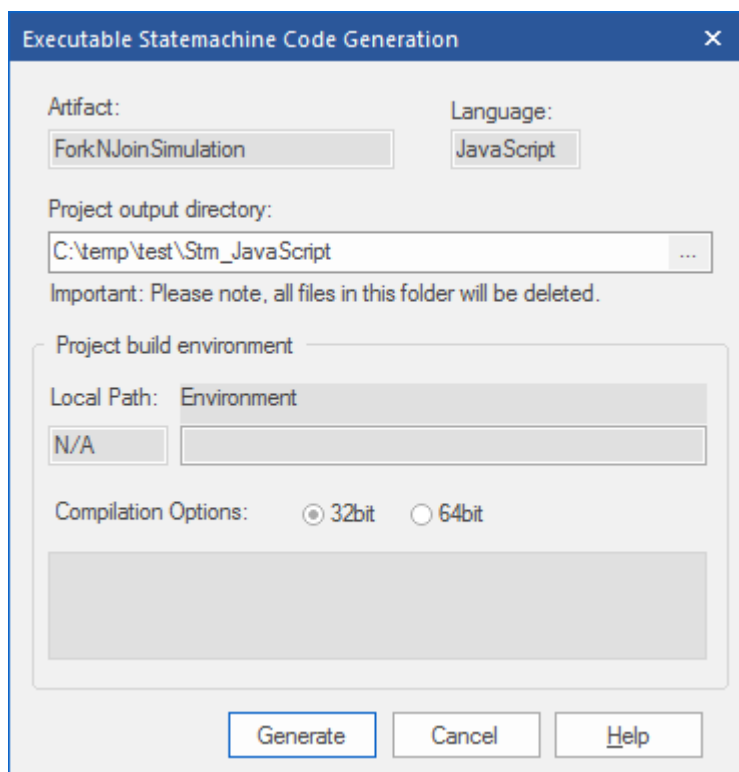 Executable Statemachine Code Generation
Artifact:
Language:
ForkNJoinSimulation
JavaScript
Project output directory:
C:\temp\test\Stm_JavaScript
...
Important: Please note, all files in this folder will be deleted.
Project build environment
Local Path: Environment
N/A
Compilation Options: 32bit 64bit
Generate Cancel Help